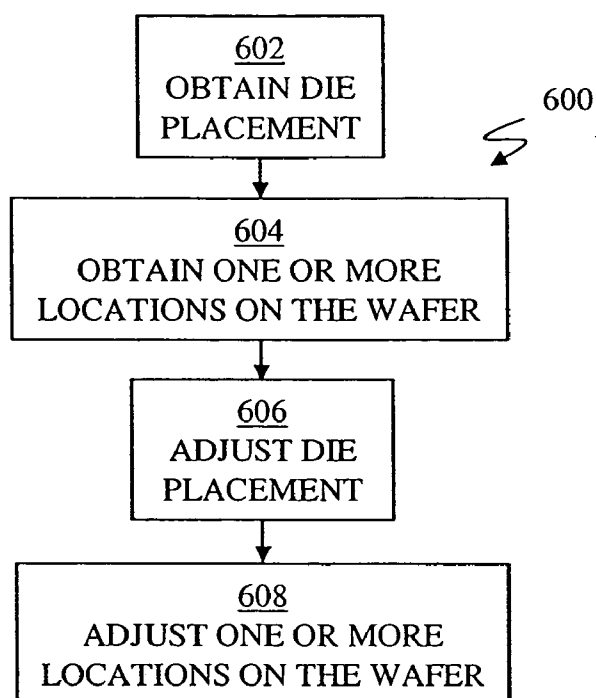 602
OBTAIN DIE
PLACEMENT
600
604
OBTAIN ONE OR MORE
LOCATIONS ON THE WAFER
606
ADJUST DIE
PLACEMENT
608
ADJUST ONE OR MORE
LOCATIONS ON THE WAFER